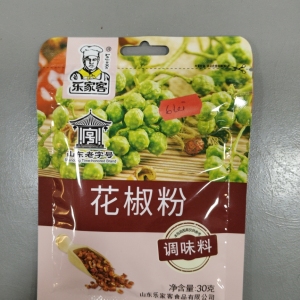 乐家客
6lei
山东老字号
花椒粉
调味料
净含量:30克
山东乐家客食品有限公司